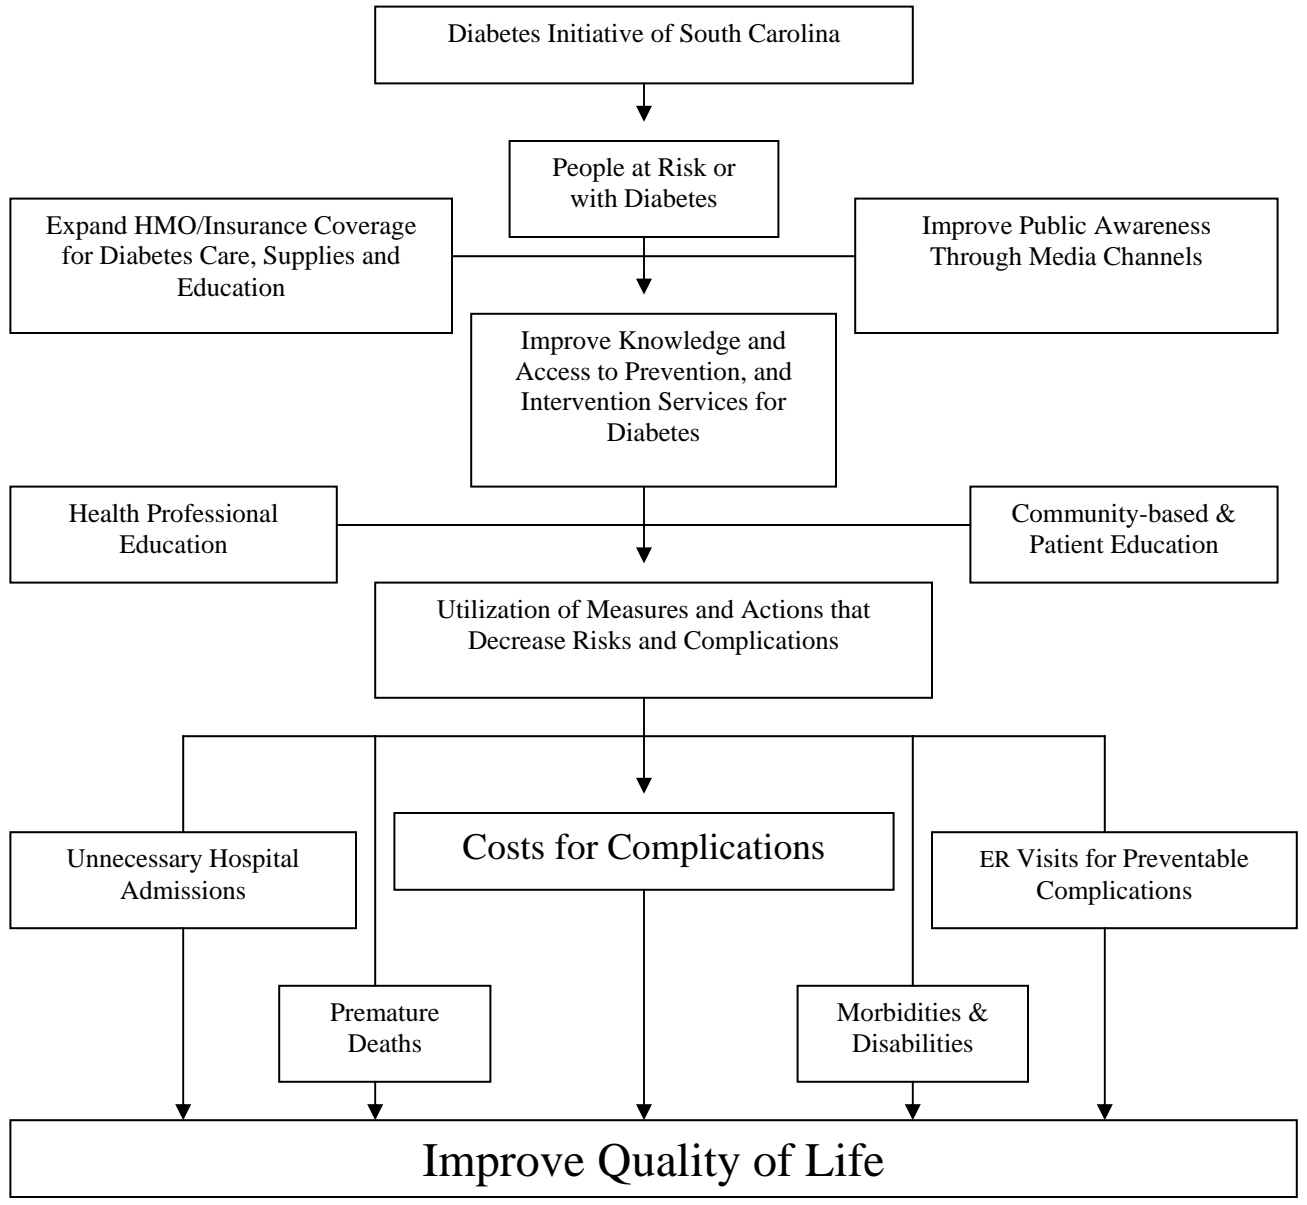 Diabetes Initiative of South Carolina
People at Risk or
with Diabetes
Expand HMO/Insurance Coverage
for Diabetes Care, Supplies and
Education
Improve Public Awareness
Through Media Channels
Improve Knowledge and
Access to Prevention, and
Intervention Services for
Diabetes
Health Professional
Education
Community-based &
Patient Education
Utilization of Measures and Actions that
Decrease Risks and Complications
Unnecessary Hospital
Admissions
Costs for Complications
ER Visits for Preventable
Complications
Premature
Deaths
Morbidities &
Disabilities
Improve Quality of Life